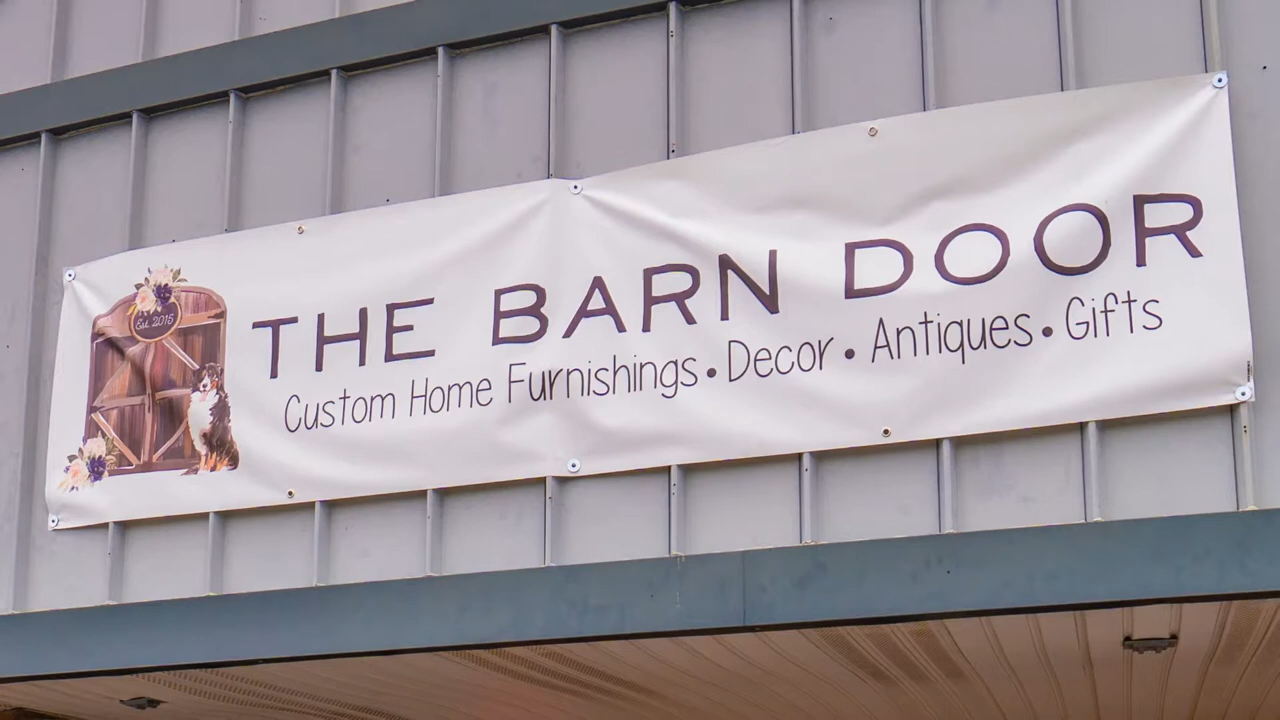 Est. 2015
THE BARN DOOR
Custom Home Furnishings • Decor • Antiques • Gifts